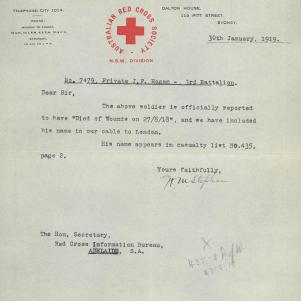 TELEPHONE: CITY 1014.
DALTON HOUSE,
115 PITT STREET,
SYDNEY.
AUSTRALIAN RED CROSS SOCIETY
N.S.W. DIVISION
30th January, 1919.
No. 7479, Private J.F. Hogan - 3rd Battalion.
Dear Sir,
The above soldier is officially reported
to have "Died of Wounds on 27/8/18", and we have included
his name in our cable to London.
His name appears in casualty list No.435,
page 2.
Yours faithfully,
The Hon. Secretary,
Red Cross Information Bureau,
ADELAIDE, S.A.